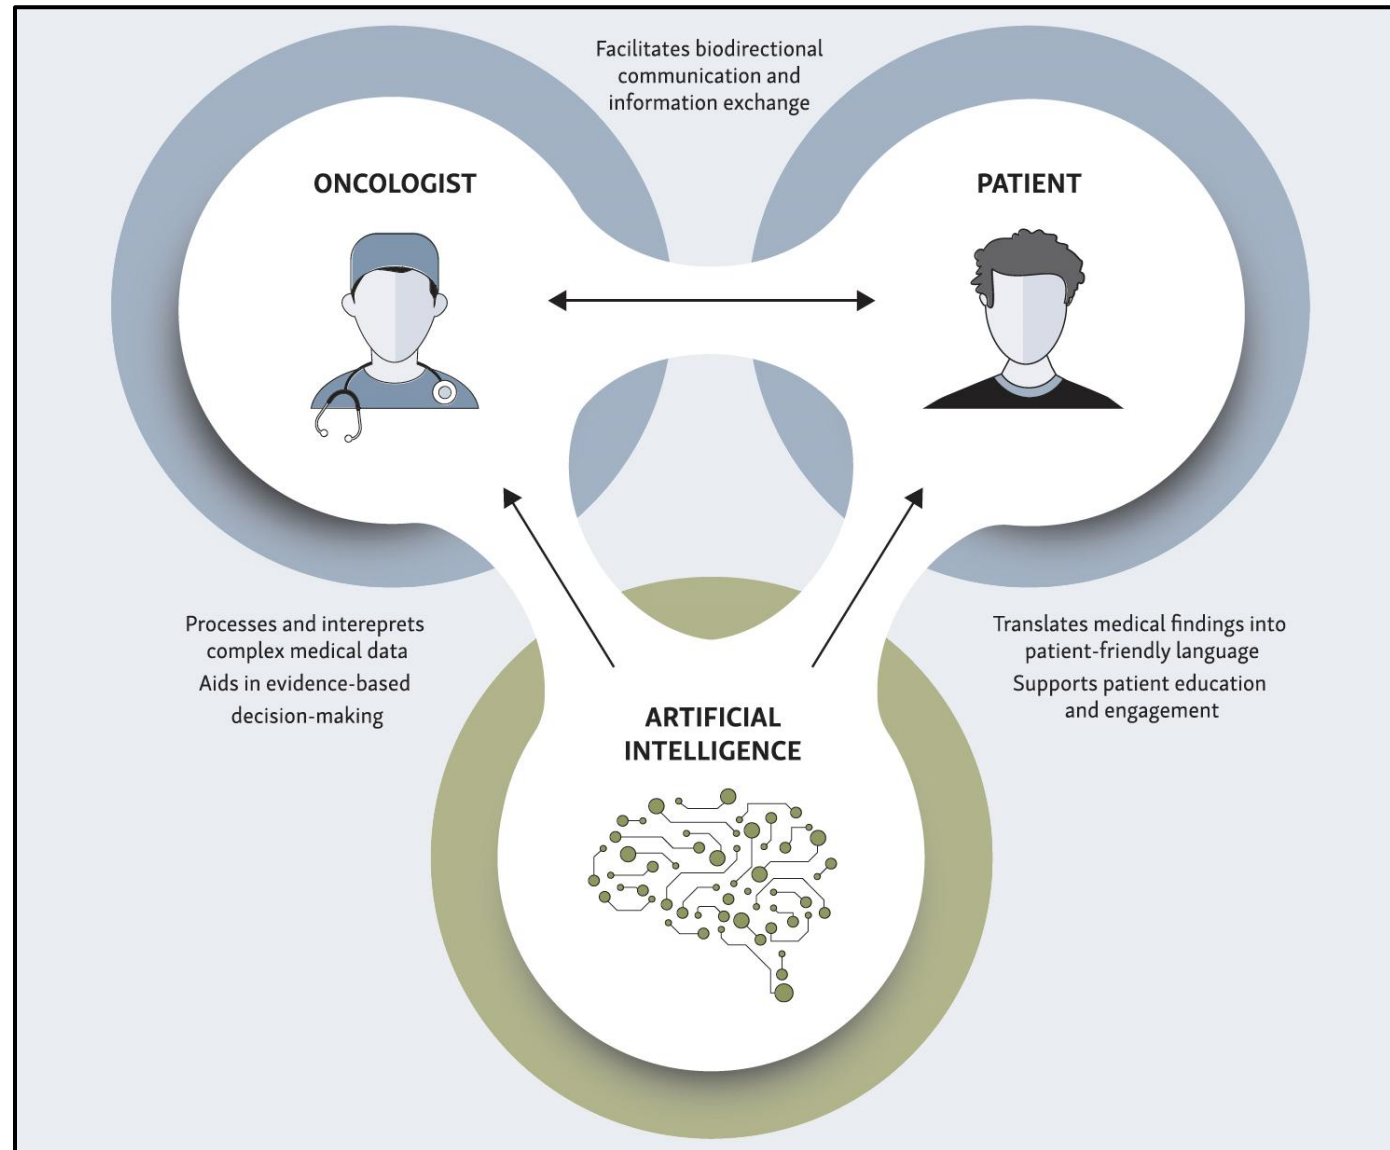 Facilitates biodirectional
communication and
information exchange
ONCOLOGIST
PATIENT
Processes and intereprets
complex medical data
Aids in evidence-based
decision-making
Translates medical findings into
patient-friendly language
Supports patient education
and engagement
ARTIFICIAL
INTELLIGENCE